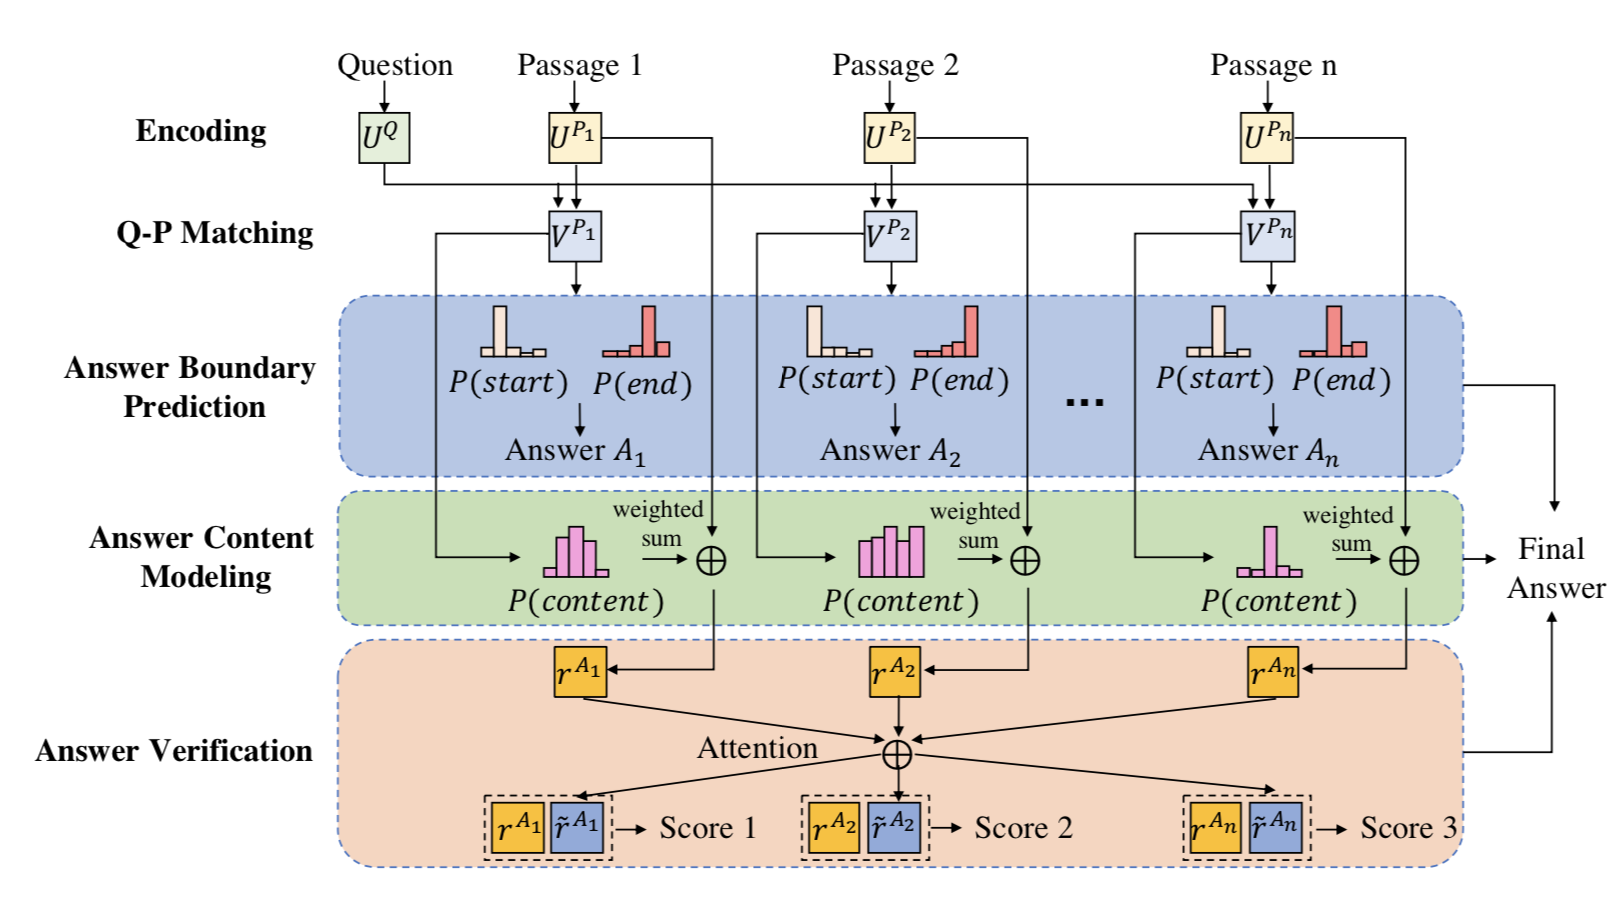 Question Passage 1 Passage 2 Passage n
Encoding U^Q U^{P_1} U^{P_2} U^{P_n}
Q-P Matching V^{P_1} V^{P_2} V^{P_n}
Answer Boundary
Prediction
P(start) P(end) P(start) P(end) ... P(start) P(end)
Answer A_1 Answer A_2 Answer A_n
Answer Content
Modeling
weighted
sum
weighted
sum
weighted
sum
P(content) P(content) P(content)
Final
Answer
Answer Verification
r^{A_1} r^{A_2} r^{A_n}
Attention
r^{A_1} r̃^{A_1} Score 1 r^{A_2} r̃^{A_2} Score 2 r^{A_n} r̃^{A_n} Score 3